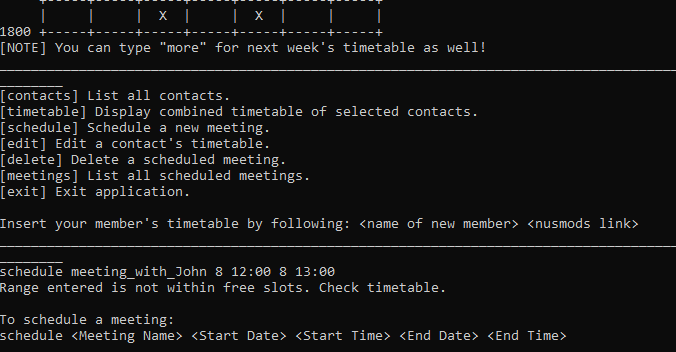 +-----+-----+-----+-----+-----+-----+-----+
|     |     |  X  |     |  X  |     |     |
1800 +-----+-----+-----+-----+-----+-----+-----+
[NOTE] You can type "more" for next week's timetable as well!
____________________________________________________________________________________
________
[contacts] List all contacts.
[timetable] Display combined timetable of selected contacts.
[schedule] Schedule a new meeting.
[edit] Edit a contact's timetable.
[delete] Delete a scheduled meeting.
[meetings] List all scheduled meetings.
[exit] Exit application.
Insert your member's timetable by following: <name of new member> <nusmods link>
____________________________________________________________________________________
________
schedule meeting_with_John 8 12:00 8 13:00
Range entered is not within free slots. Check timetable.
To schedule a meeting:
schedule <Meeting Name> <Start Date> <Start Time> <End Date> <End Time>